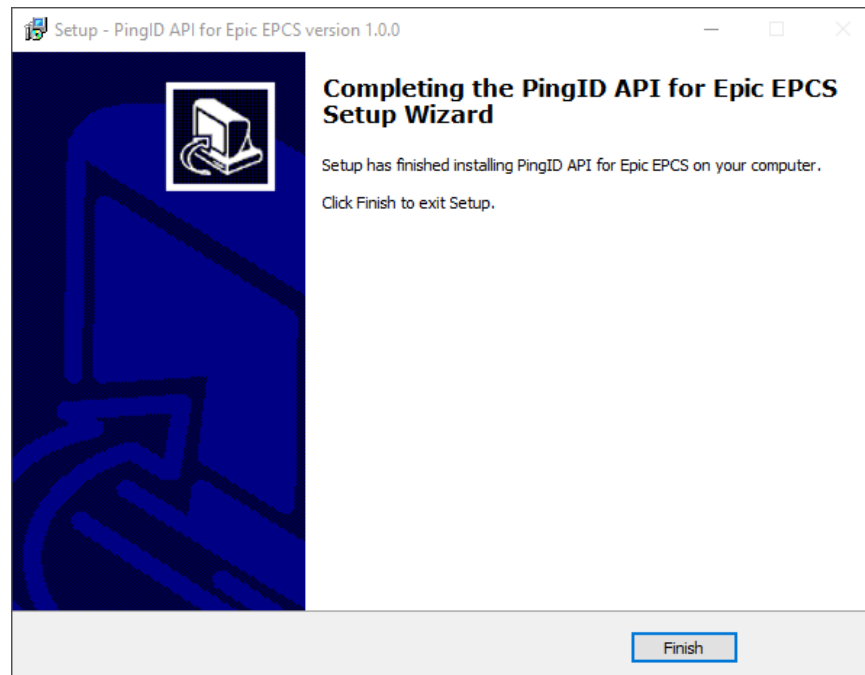 Setup - PingID API for Epic EPCS version 1.0.0
Completing the PingID API for Epic EPCS
Setup Wizard
Setup has finished installing PingID API for Epic EPCS on your computer.
Click Finish to exit Setup.
Finish